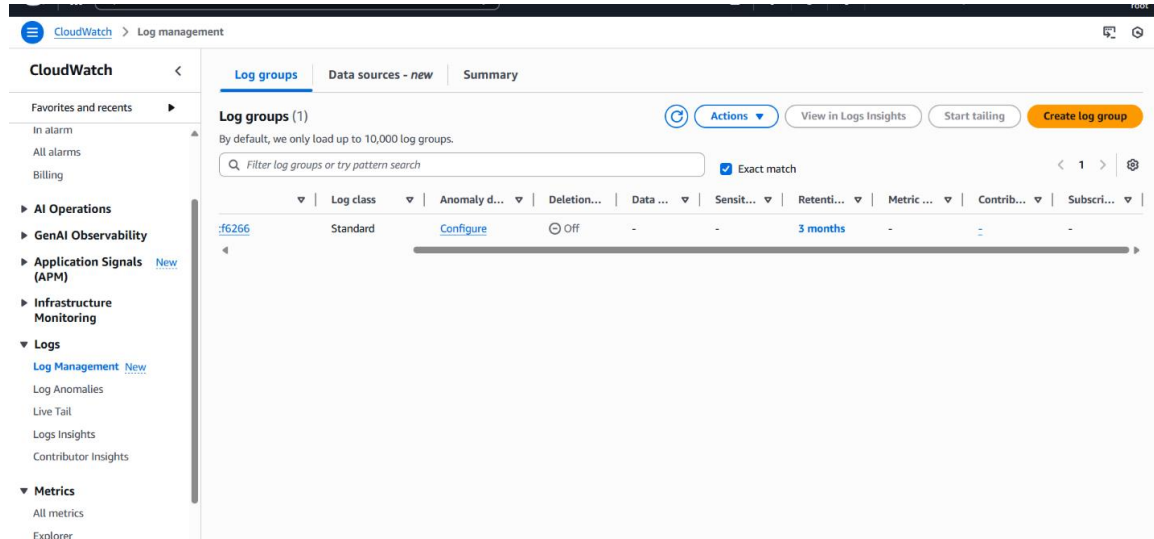 root
CloudWatch > Log management
CloudWatch
Favorites and recents
In alarm
All alarms
Billing
AI Operations
GenAI Observability
Application Signals New
(APM)
Infrastructure
Monitoring
Logs
Log Management New
Log Anomalies
Live Tail
Logs Insights
Contributor Insights
Metrics
All metrics
Explorer
Log groups Data sources - new Summary
Log groups (1) Actions View in Logs Insights Start tailing Create log group
By default, we only load up to 10,000 log groups.
Filter log groups or try pattern search Exact match < 1 >
Log class Anomaly d... Deletion... Data ... Sensit... Retenti... Metric ... Contrib... Subscri...
:f6266 Standard Configure Off - - 3 months - - -